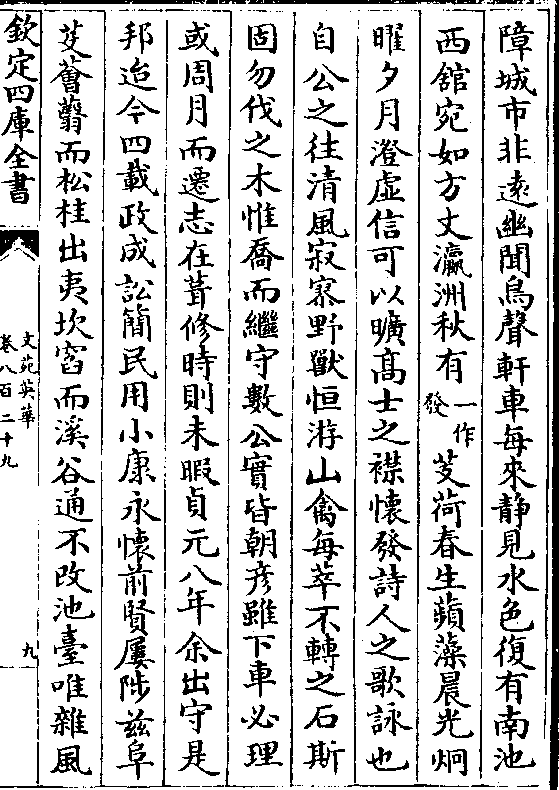 障城市非遠幽聞鳥聲軒車每來靜見水色復有南池
西舘宛如方丈瀛洲秋有一作發芰荷春生蘋藻晨光炯
曜夕月澄虛信可以曠高士之襟懷發詩人之歌詠也
自公之往清風寂寥野獸恒游山禽每萃不轉之石斯
固勿伐之木惟喬而繼守數公實皆朝彦雖下車必理
或周月而遷志在葺修時則未暇貞元八年余出守是
邦迨今四載政成訟簡民用小康永懷前賢屢陟兹阜
芟薈蘙而松桂出夷坎窞而溪谷通不改池臺唯雜風
欽定四庫全書
文苑英華
卷八百二十九
九